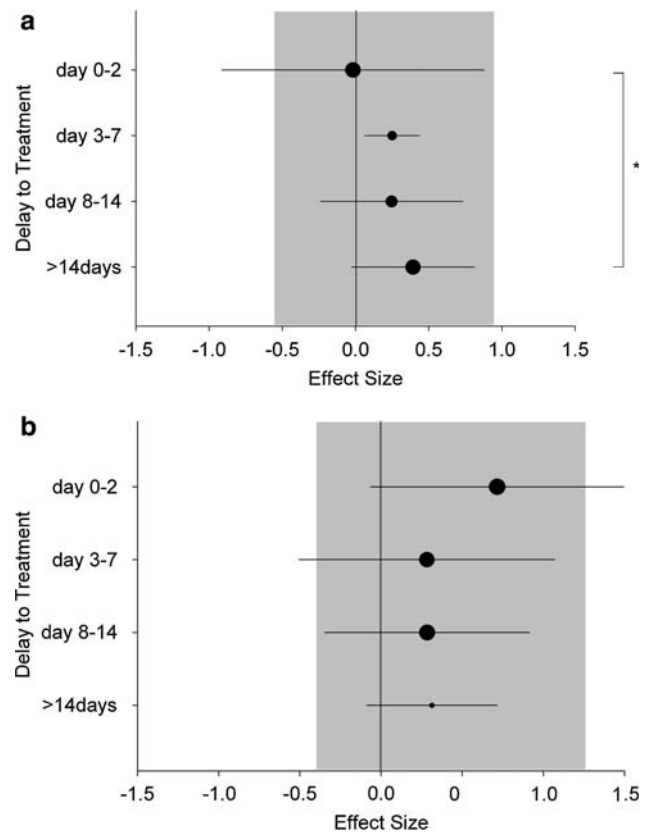 a
Delay to Treatment
day 0-2
day 3-7
day 8-14
>14days
*
-1.5 -1.0 -0.5 0.0 0.5 1.0 1.5
Effect Size
b
Delay to Treatment
day 0-2
day 3-7
day 8-14
>14days
-1.5 -1.0 -0.5 0.0 0 1.0 1.5
Effect Size